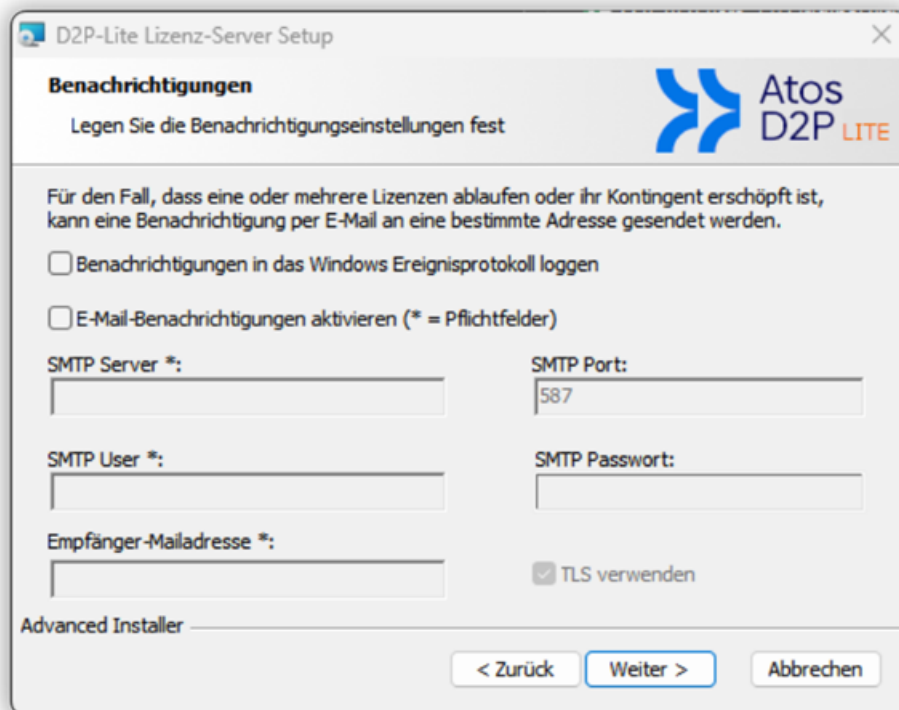 D2P-Lite Lizenz-Server Setup
Benachrichtigungen
Legen Sie die Benachrichtigungseinstellungen fest
Atos
D2P LITE
Für den Fall, dass eine oder mehrere Lizenzen ablaufen oder ihr Kontingent erschöpft ist,
kann eine Benachrichtigung per E-Mail an eine bestimmte Adresse gesendet werden.
Benachrichtigungen in das Windows Ereignisprotokoll loggen
E-Mail-Benachrichtigungen aktivieren (* = Pflichtfelder)
SMTP Server *:
SMTP Port:
587
SMTP User *:
SMTP Passwort:
Empfänger-Mailadresse *:
TLS verwenden
Advanced Installer
< Zurück
Weiter >
Abbrechen